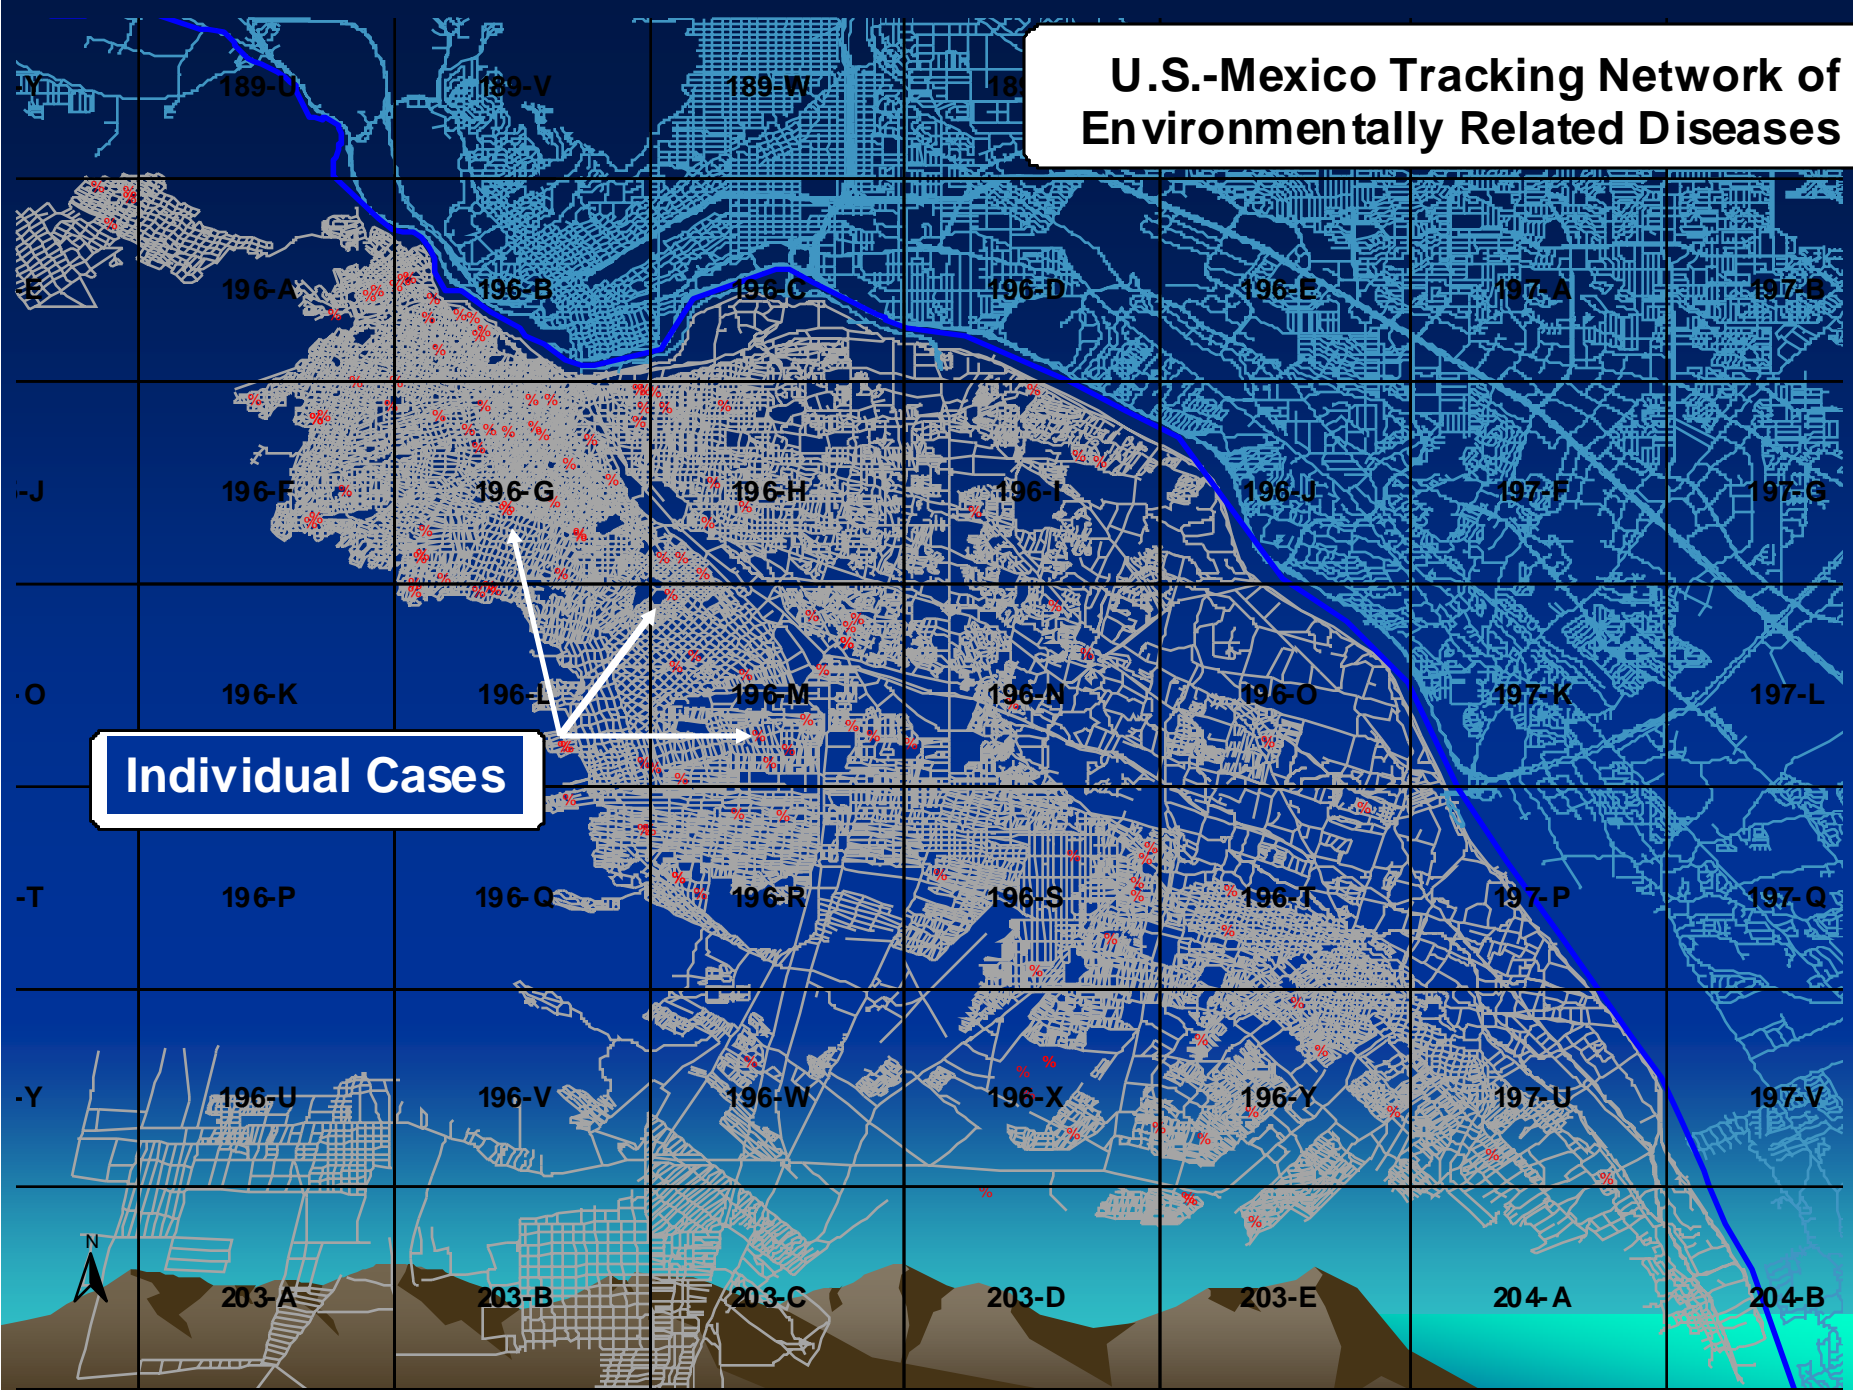 U.S.-Mexico Tracking Network of
Environmentally Related Diseases
-Y 189-U 189-V 189-W 189
-E 196-A 196-B 196-C 196-D 196-E 197-A 197-B
-J 196-F 196-G 196-H 196-I 196-J 197-F 197-G
-O 196-K 196-L 196-M 196-N 196-O 197-K 197-L
Individual Cases
-T 196-P 196-Q 196-R 196-S 196-T 197-P 197-Q
-Y 196-U 196-V 196-W 196-X 196-Y 197-U 197-V
N
203-A 203-B 203-C 203-D 203-E 204-A 204-B